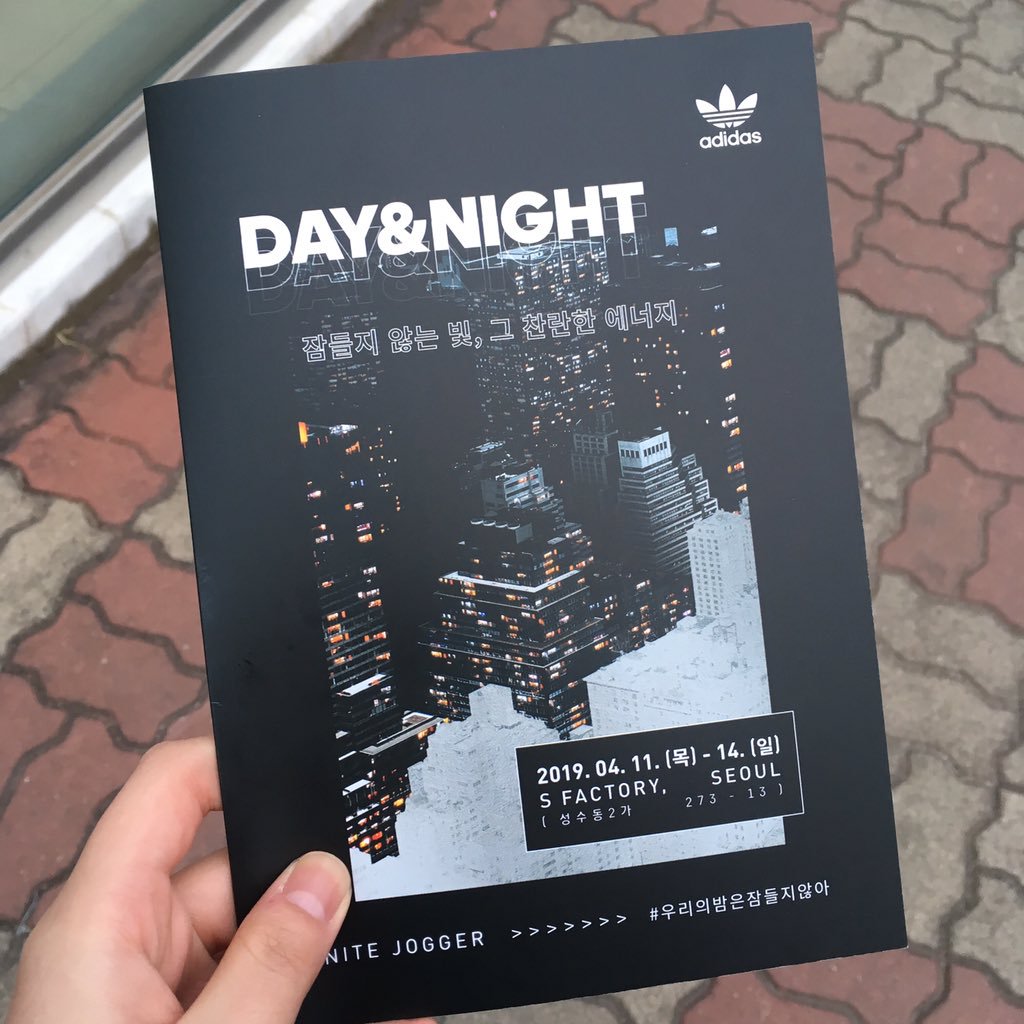 adidas
DAY&NIGHT
DAY&NIGHT
잠들지 않는 빛, 그 찬란한 에너지
2019. 04. 11. (목) - 14. (일)
S FACTORY, SEOUL
( 성수동2가 273 - 13 )
NITE JOGGER >>>>>>> #우리의밤은잠들지않아